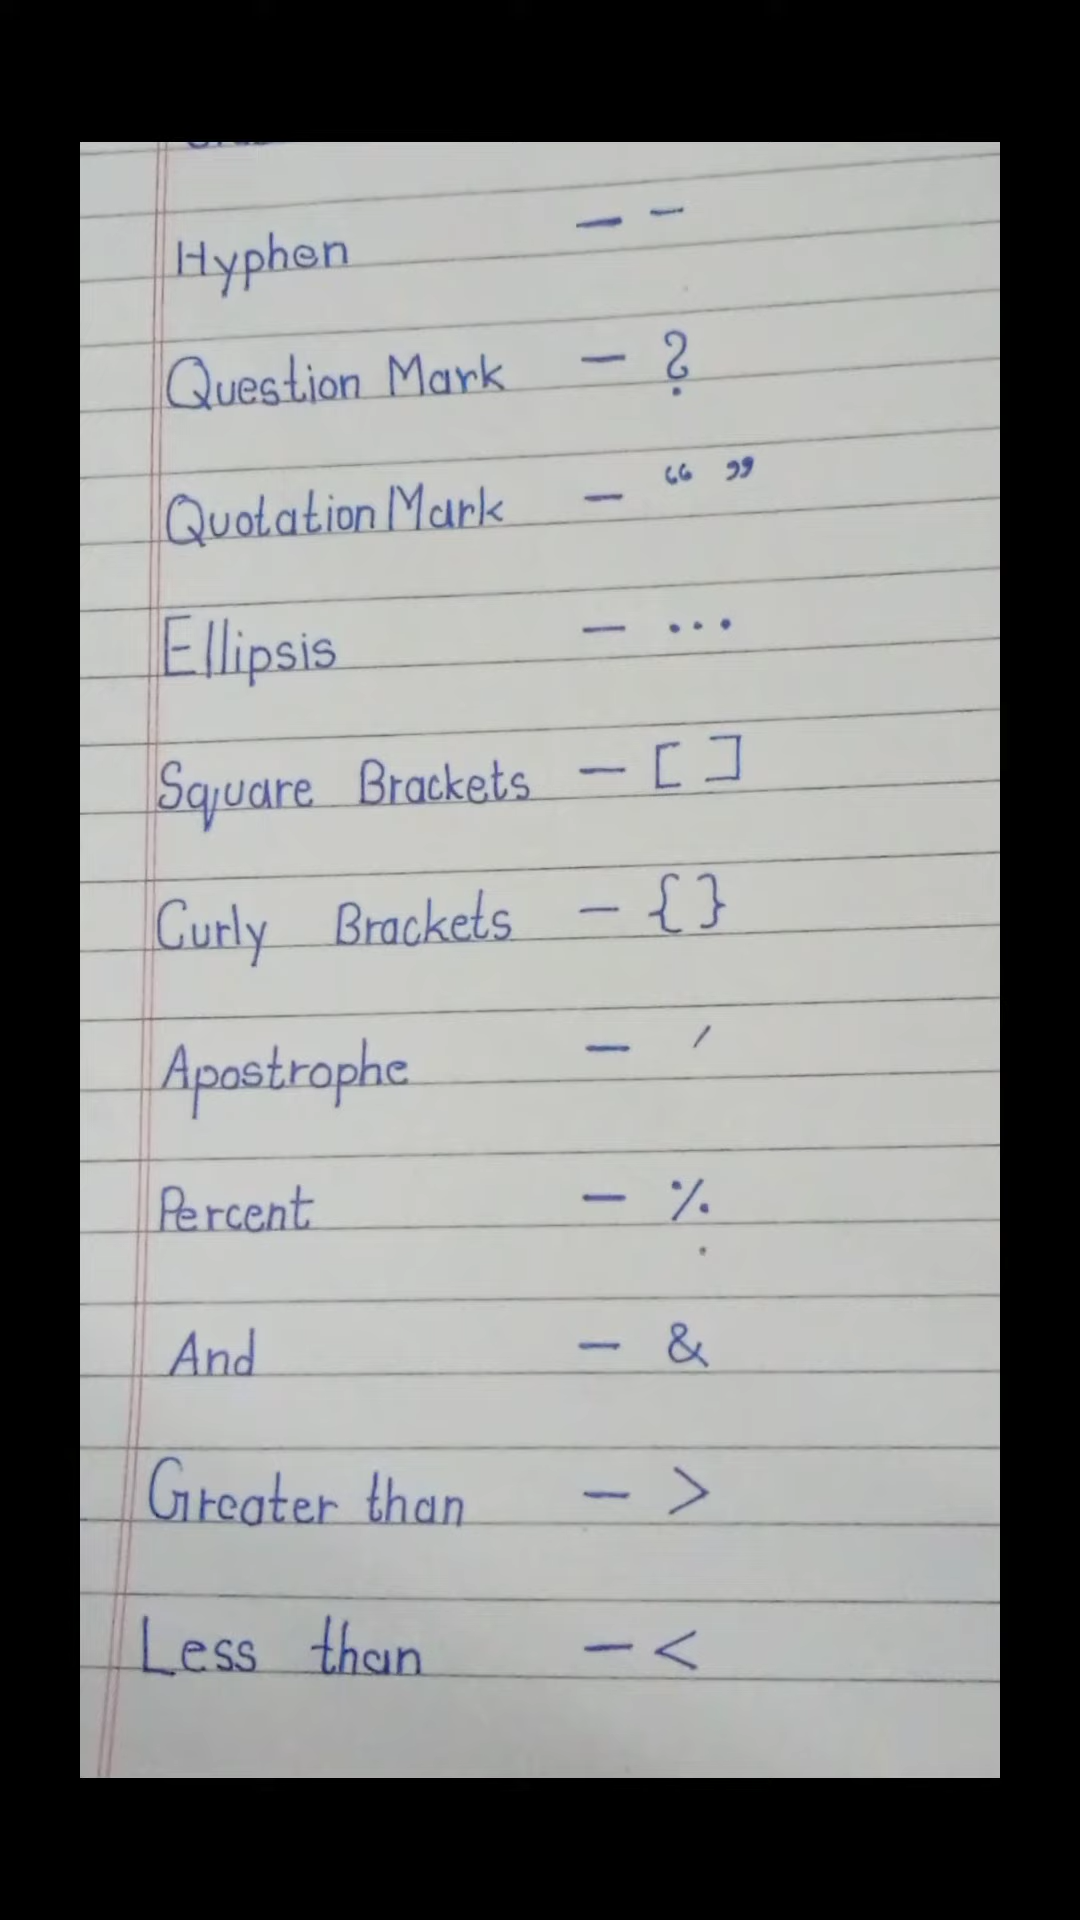 Hyphen — -
Question Mark — ?
Quotation Mark — “ ”
Ellipsis — ...
Square Brackets — [ ]
Curly Brackets — { }
Apostrophe — ′
Percent — %
And — &
Greater than — >
Less than — <